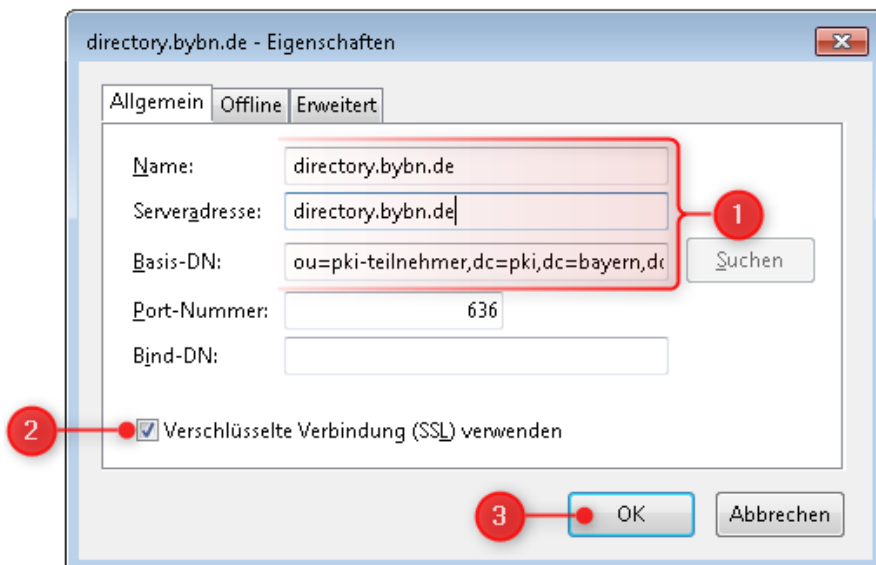 directory.bybn.de - Eigenschaften
Allgemein Offline Erweitert
Name: directory.bybn.de
Serveradresse: directory.bybn.de
1
Basis-DN: ou=pki-teilnehmer,dc=pki,dc=bayern,dc Suchen
Port-Nummer: 636
Bind-DN:
2 Verschlüsselte Verbindung (SSL) verwenden
3 OK Abbrechen